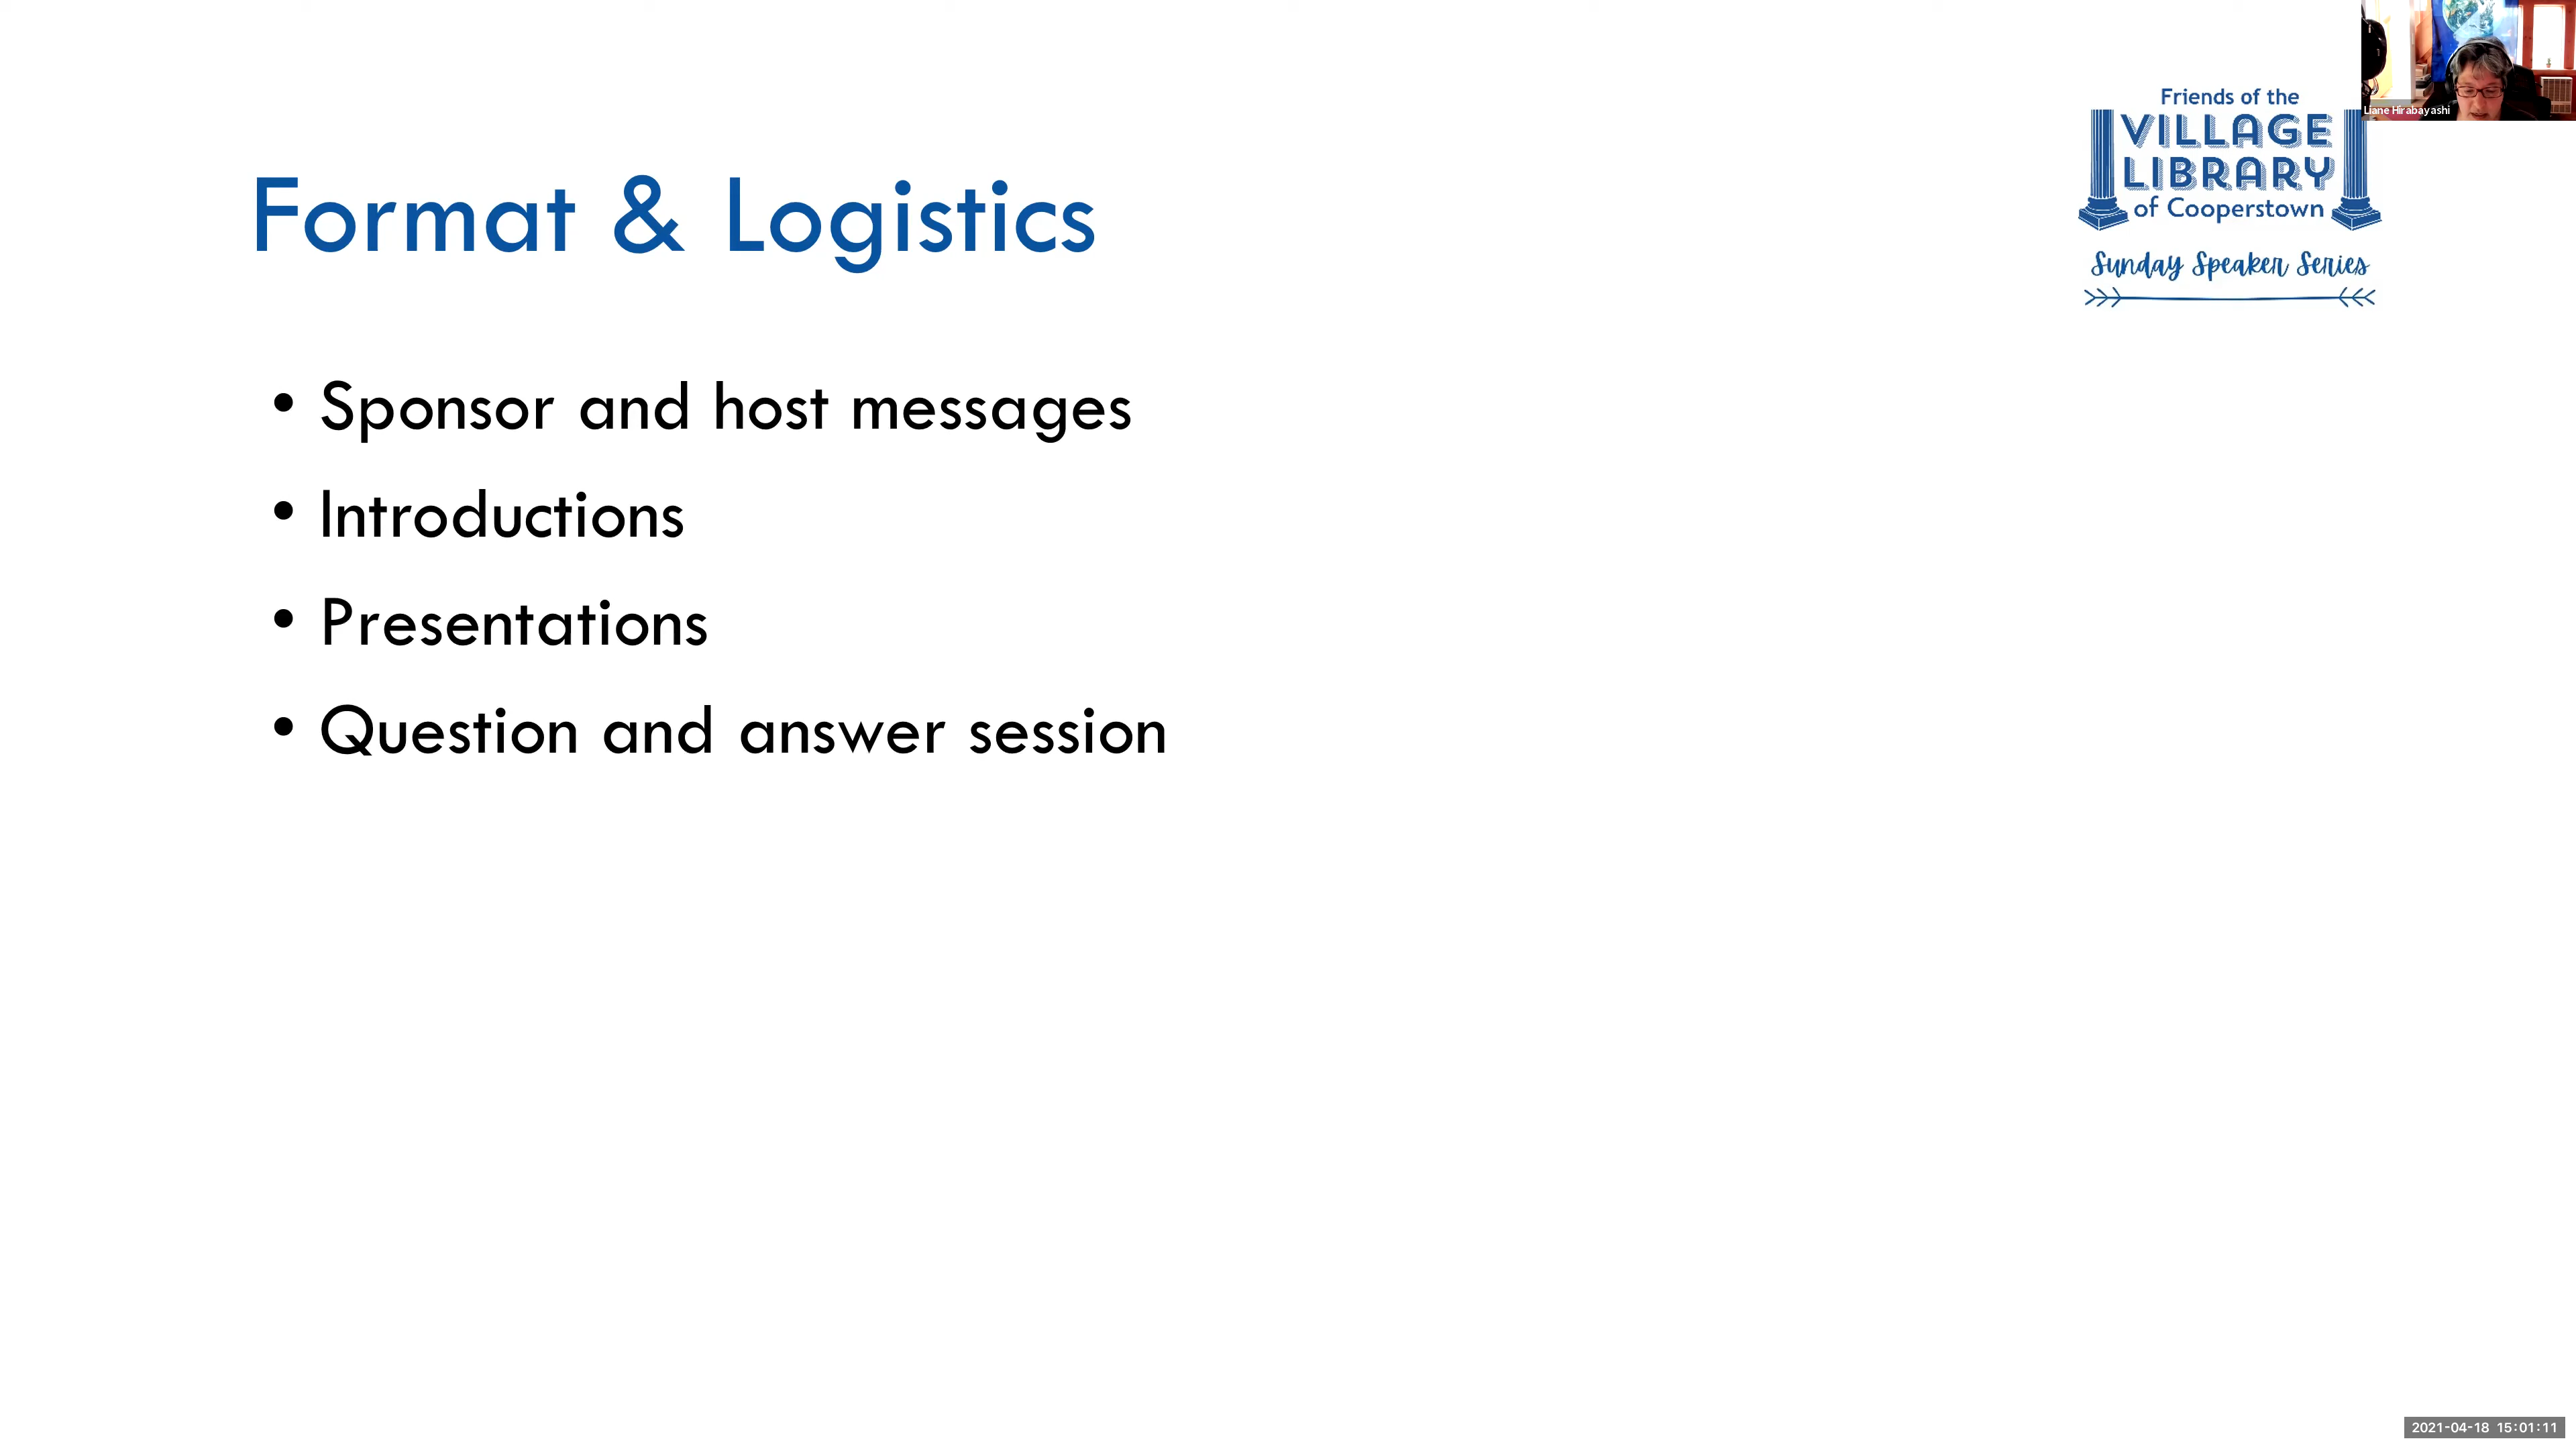 Liane Hirabayashi
Friends of the
VILLAGE
LIBRARY
of Cooperstown
Sunday Speaker Series
Format & Logistics
• Sponsor and host messages
• Introductions
• Presentations
• Question and answer session
2021-04-18 15:01:11